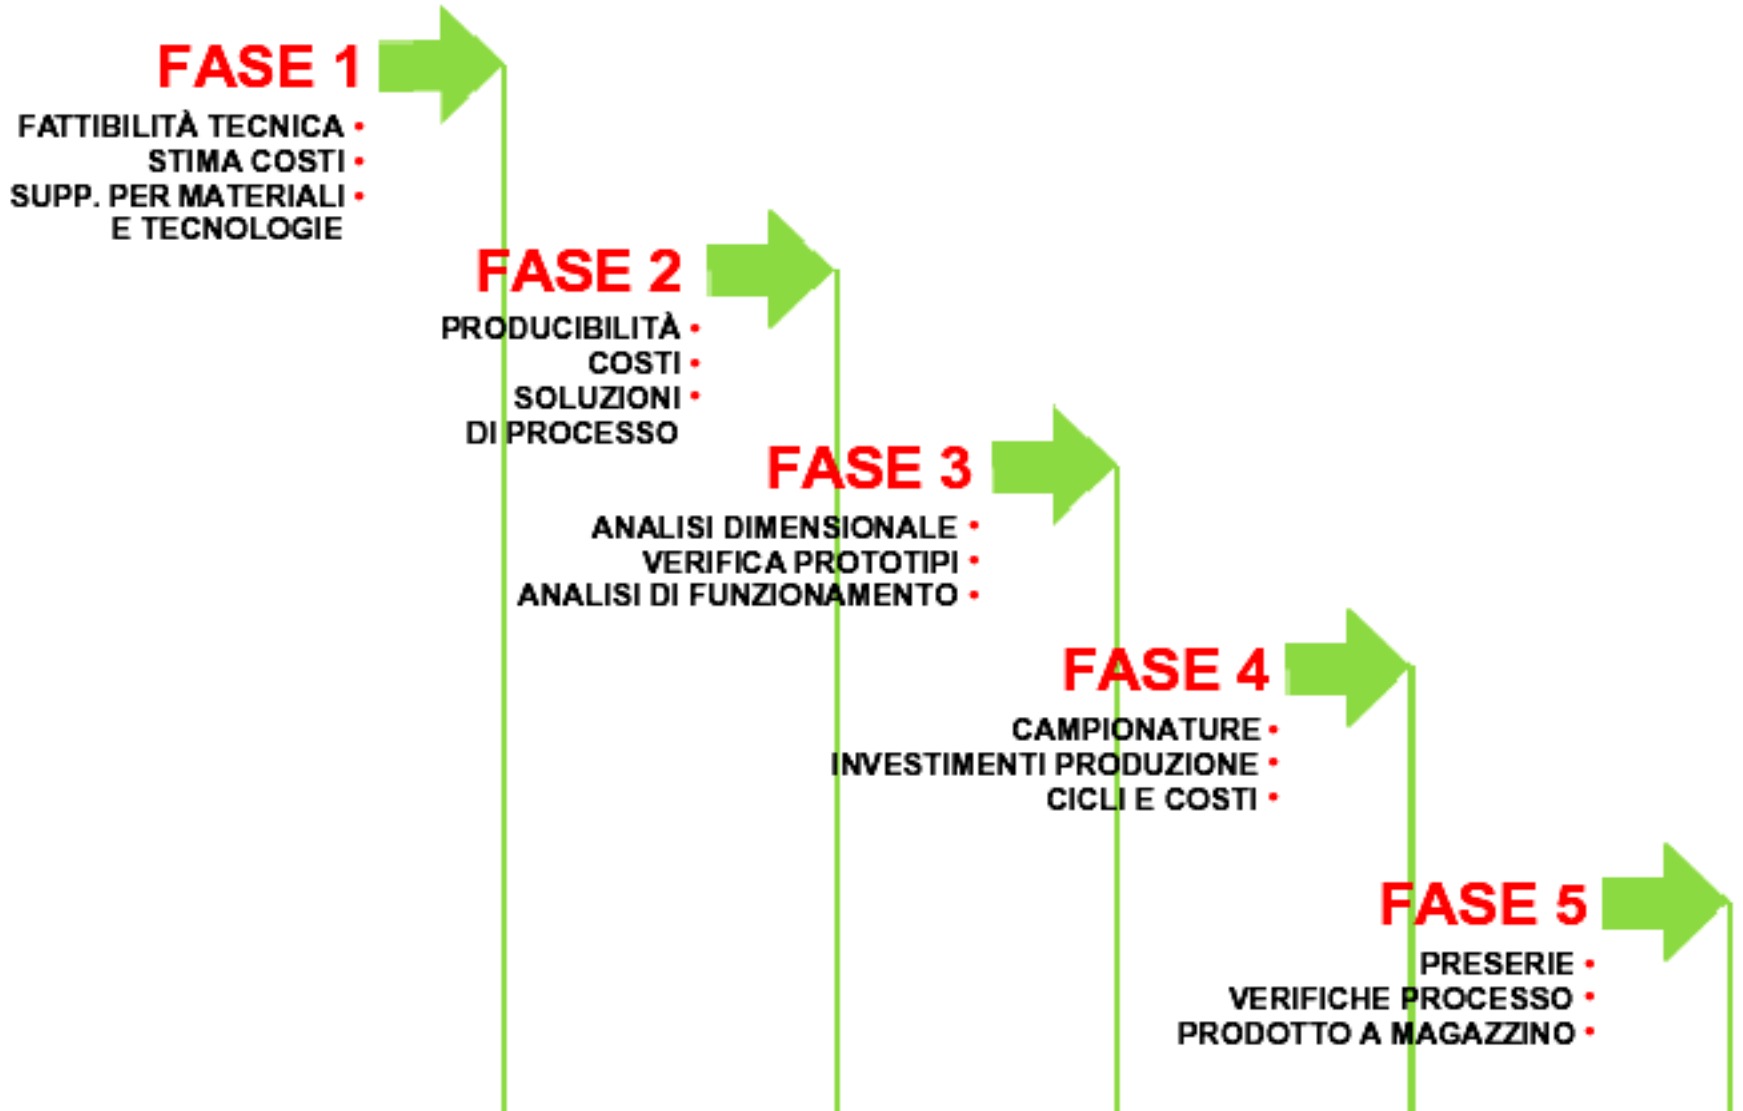 FASE 1
FATTIBILITÀ TECNICA •
STIMA COSTI •
SUPP. PER MATERIALI •
E TECNOLOGIE
FASE 2
PRODUCIBILITÀ •
COSTI •
SOLUZIONI •
DI PROCESSO
FASE 3
ANALISI DIMENSIONALE •
VERIFICA PROTOTIPI •
ANALISI DI FUNZIONAMENTO •
FASE 4
CAMPIONATURE •
INVESTIMENTI PRODUZIONE •
CICLI E COSTI •
FASE 5
PRESERIE •
VERIFICHE PROCESSO •
PRODOTTO A MAGAZZINO •